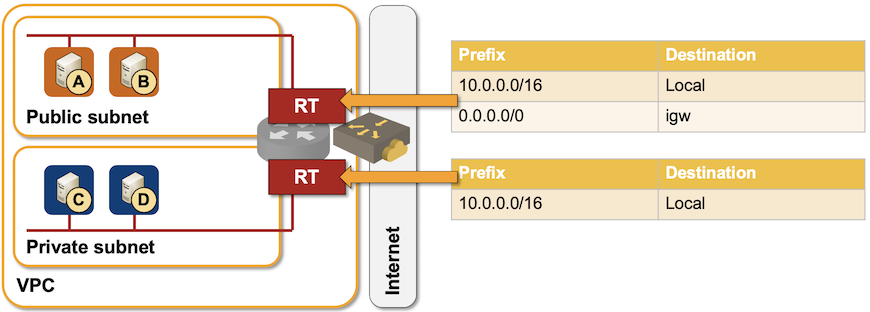 A
B
Public subnet
RT
C
D
Private subnet
RT
VPC
Internet
Prefix Destination
10.0.0.0/16 Local
0.0.0.0/0 igw
Prefix Destination
10.0.0.0/16 Local